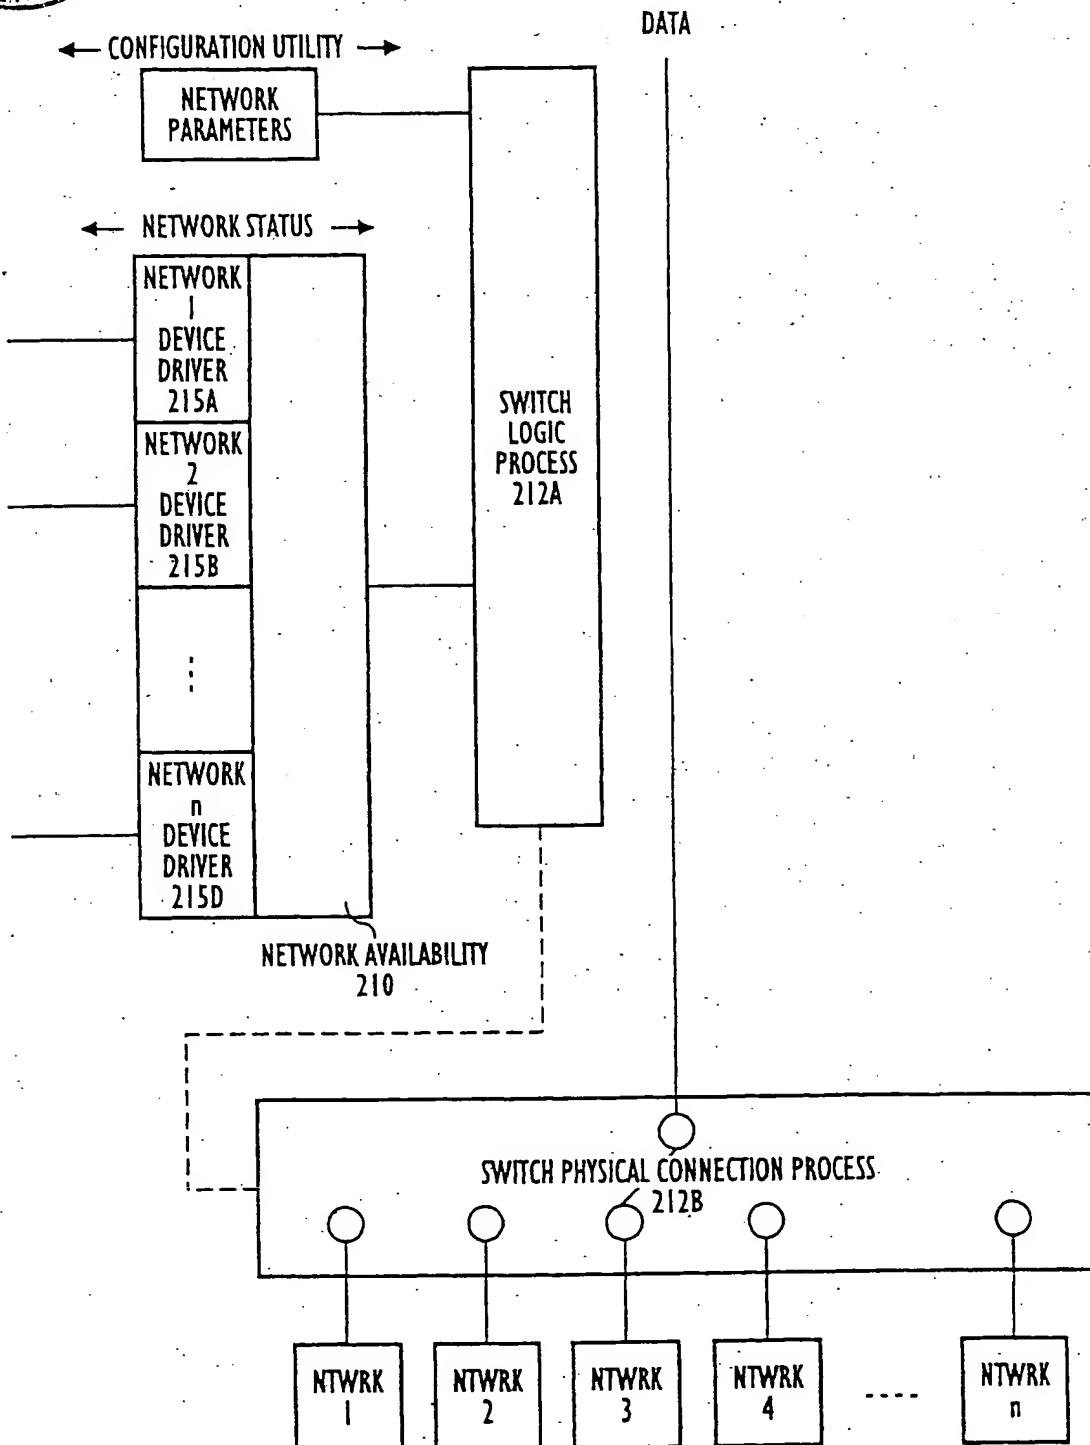 DATA
CONFIGURATION UTILITY
NETWORK
PARAMETERS
NETWORK STATUS
NETWORK
1
DEVICE
DRIVER
215A
NETWORK
2
DEVICE
DRIVER
215B
NETWORK
n
DEVICE
DRIVER
215D
SWITCH
LOGIC
PROCESS
212A
NETWORK AVAILABILITY
210
SWITCH PHYSICAL CONNECTION PROCESS
212B
NTWRK
1
NTWRK
2
NTWRK
3
NTWRK
4
NTWRK
n